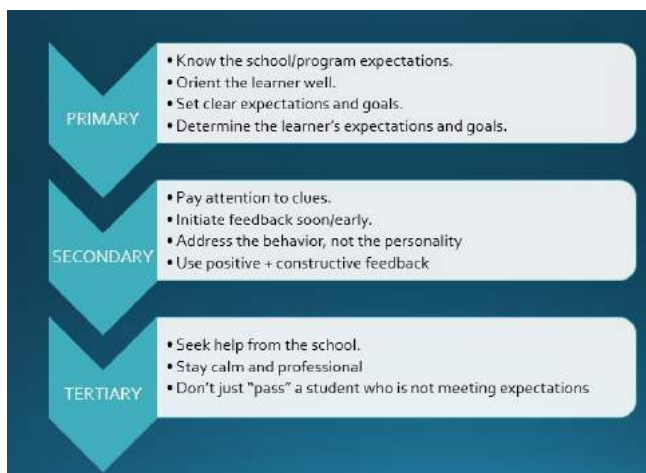 PRIMARY
• Know the school/program expectations.
• Orient the learner well.
• Set clear expectations and goals.
• Determine the learner's expectations and goals.
SECONDARY
• Pay attention to clues.
• Initiate feedback soon/early.
• Address the behavior, not the personality
• Use positive + constructive feedback
TERTIARY
• Seek help from the school.
• Stay calm and professional
• Don't just "pass" a student who is not meeting expectations